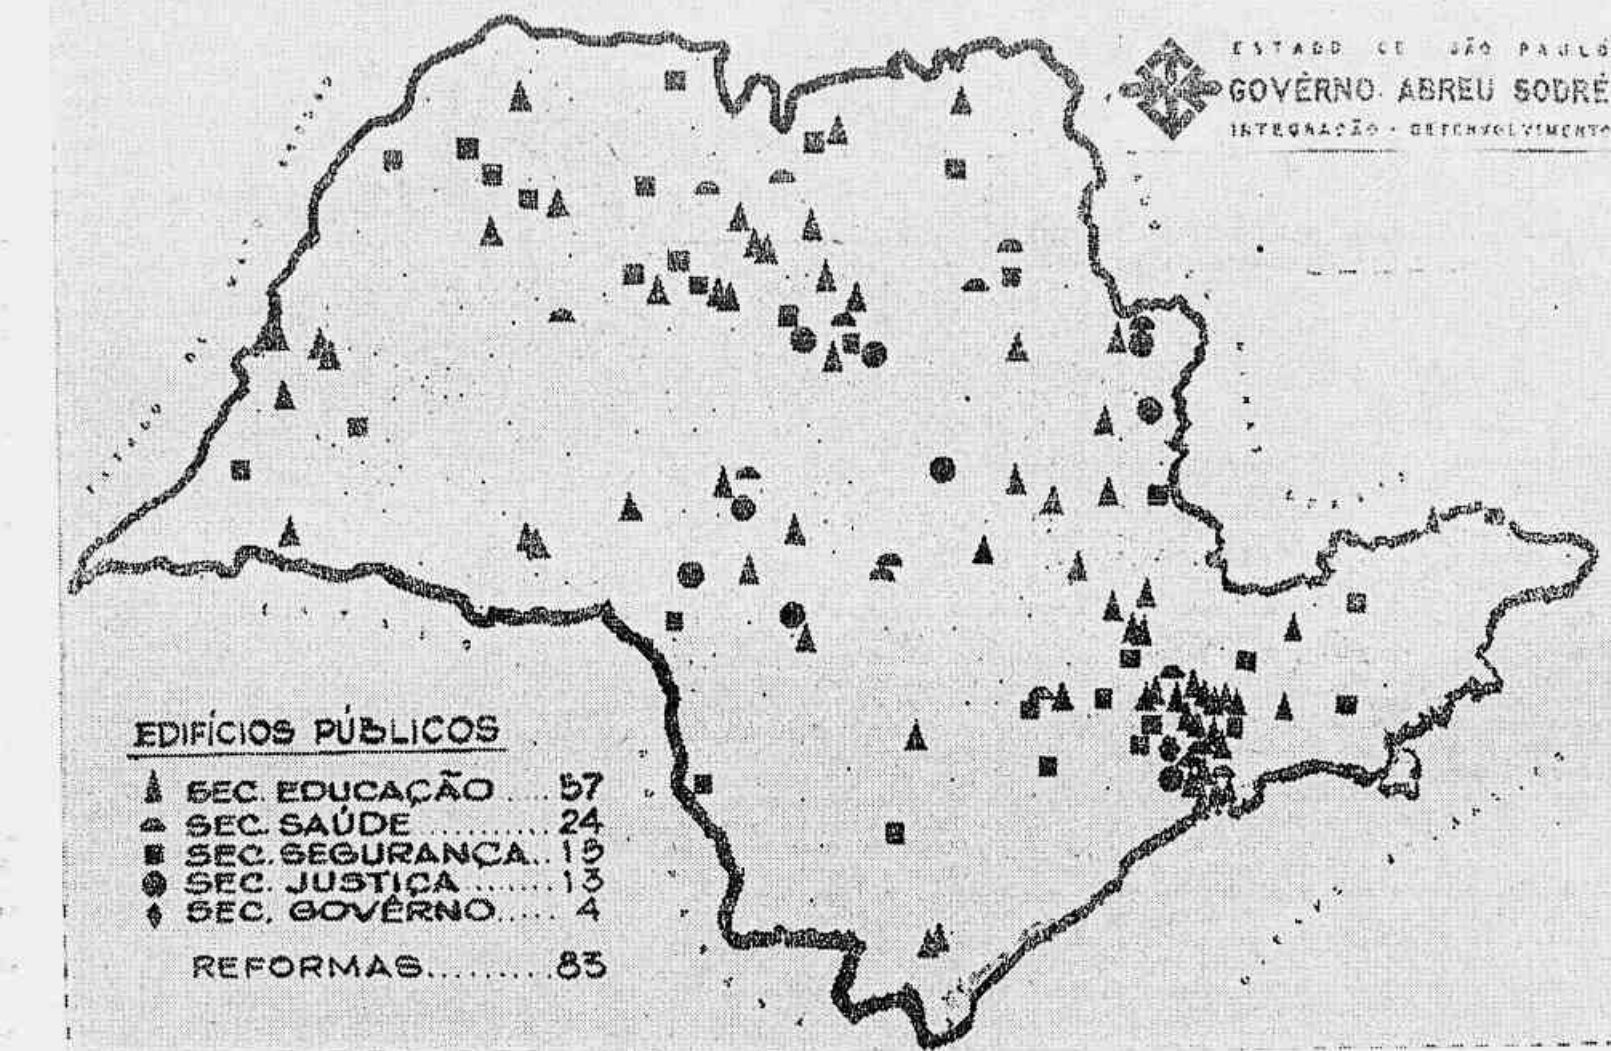 ESTADO DE SÃO PAULO
GOVÊRNO ABREU SODRÉ
INTEGRAÇÃO · DESENVOLVIMENTO
EDIFÍCIOS PÚBLICOS
SEC. EDUCAÇÃO .... 57
SEC. SAÚDE ........... 24
SEC. SEGURANÇA.. 15
SEC. JUSTIÇA ....... 13
SEC. GOVÊRNO..... 4
REFORMAS......... 83